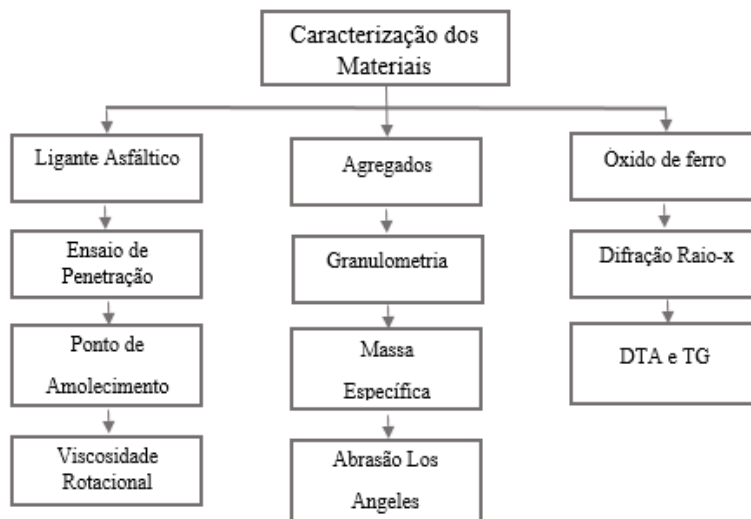 Caracterização dos
Materiais
Ligante Asfáltico
Agregados
Óxido de ferro
Ensaio de
Penetração
Granulometria
Difração Raio-x
Ponto de
Amolecimento
Massa
Específica
DTA e TG
Viscosidade
Rotacional
Abrasão Los
Angeles